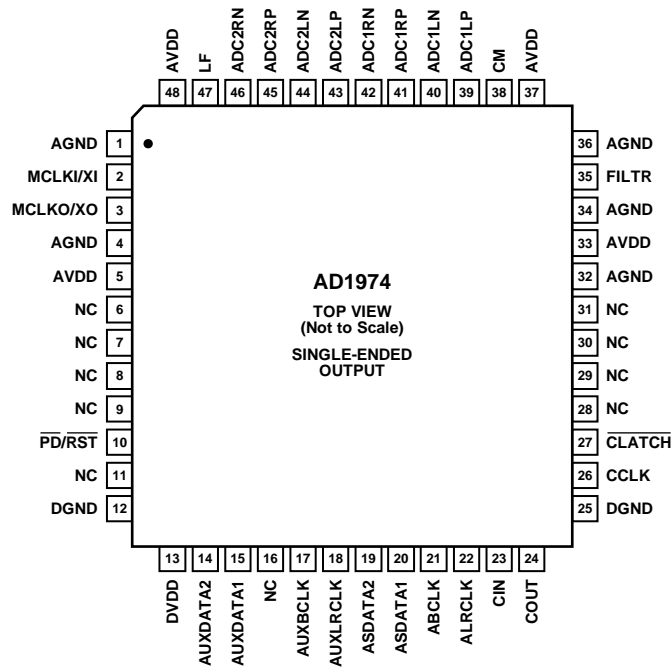 AVDD
LF
ADC2RN
ADC2RP
ADC2LN
ADC2LP
ADC1RN
ADC1RP
ADC1LN
ADC1LP
CM
AVDD
48 47 46 45 44 43 42 41 40 39 38 37
AGND 1
MCLKI/XI 2
MCLKO/XO 3
AGND 4
AVDD 5
NC 6
NC 7
NC 8
NC 9
PD/RST 10
NC 11
DGND 12
AD1974
TOP VIEW
(Not to Scale)
SINGLE-ENDED
OUTPUT
36 AGND
35 FILTR
34 AGND
33 AVDD
32 AGND
31 NC
30 NC
29 NC
28 NC
27 CLATCH
26 CCLK
25 DGND
13 14 15 16 17 18 19 20 21 22 23 24
DVDD
AUXDATA2
AUXDATA1
NC
AUXBCLK
AUXLRCLK
ASDATA2
ASDATA1
ABCLK
ALRCLK
CIN
COUT